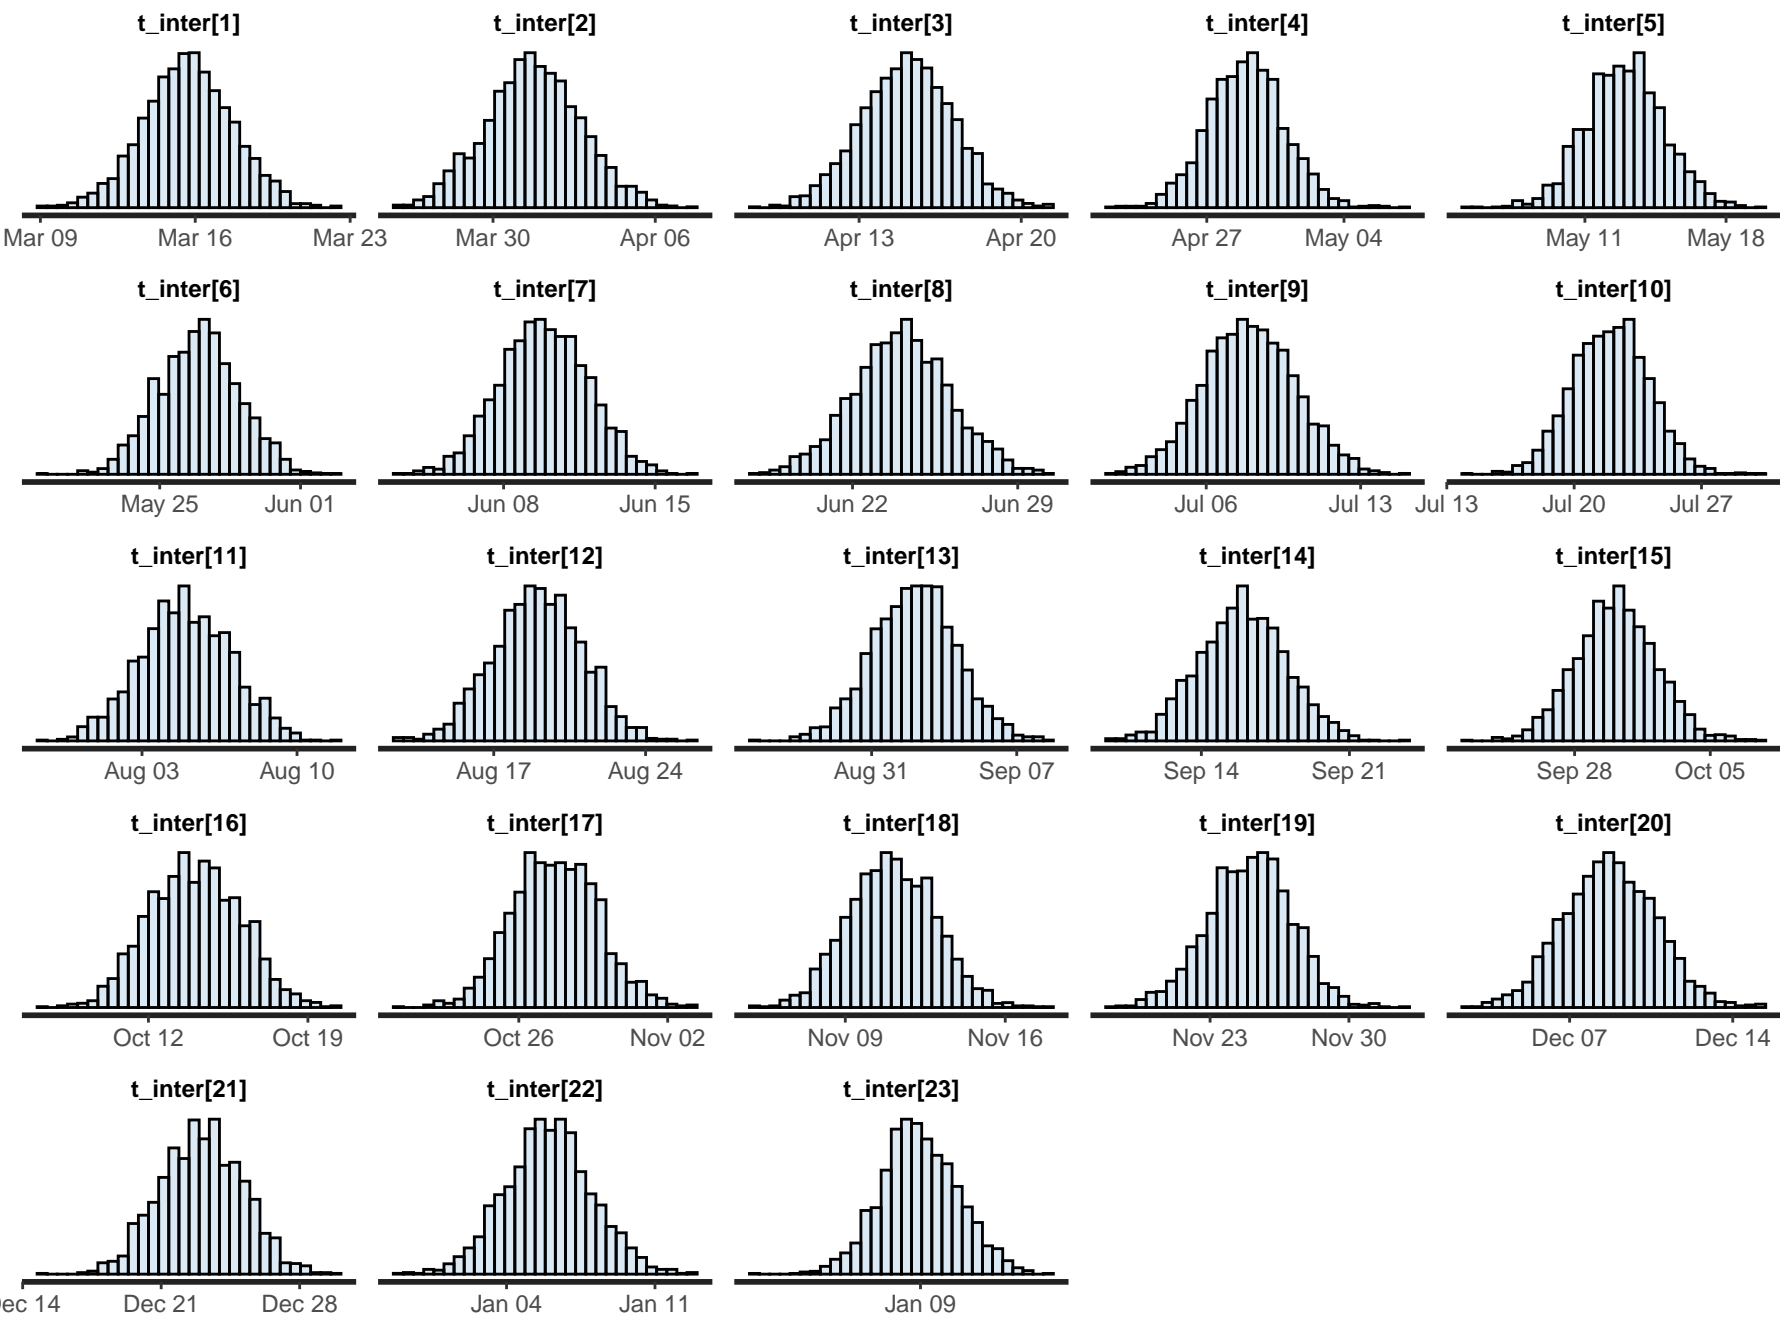 t_inter[1] t_inter[2] t_inter[3] t_inter[4] t_inter[5]
Mar 09 Mar 16 Mar 23 Mar 30 Apr 06 Apr 13 Apr 20 Apr 27 May 04 May 11 May 18
t_inter[6] t_inter[7] t_inter[8] t_inter[9] t_inter[10]
May 25 Jun 01 Jun 08 Jun 15 Jun 22 Jun 29 Jul 06 Jul 13 Jul 13 Jul 20 Jul 27
t_inter[11] t_inter[12] t_inter[13] t_inter[14] t_inter[15]
Aug 03 Aug 10 Aug 17 Aug 24 Aug 31 Sep 07 Sep 14 Sep 21 Sep 28 Oct 05
t_inter[16] t_inter[17] t_inter[18] t_inter[19] t_inter[20]
Oct 12 Oct 19 Oct 26 Nov 02 Nov 09 Nov 16 Nov 23 Nov 30 Dec 07 Dec 14
t_inter[21] t_inter[22] t_inter[23]
ec 14 Dec 21 Dec 28 Jan 04 Jan 11 Jan 09